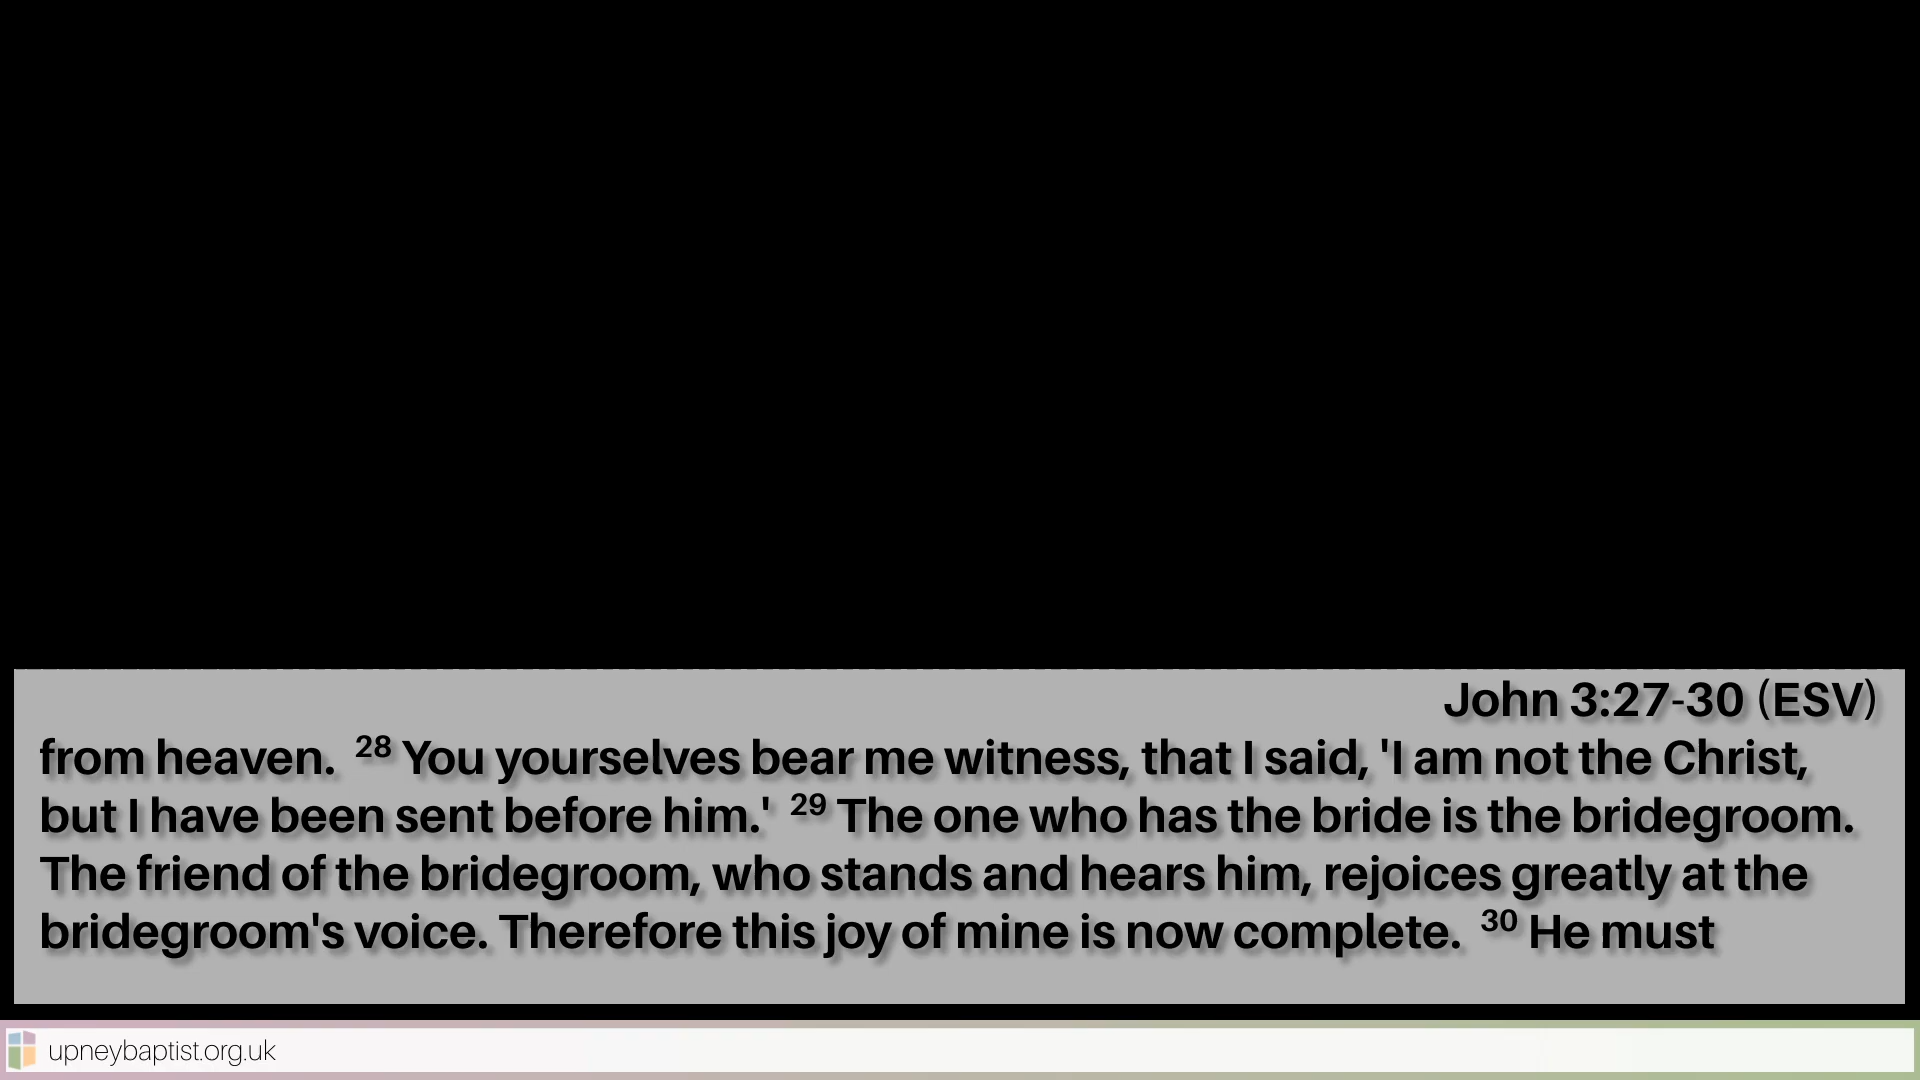 John 3:27-30 (ESV)
from heaven. 28 You yourselves bear me witness, that I said, 'I am not the Christ,
but I have been sent before him.' 29 The one who has the bride is the bridegroom.
The friend of the bridegroom, who stands and hears him, rejoices greatly at the
bridegroom's voice. Therefore this joy of mine is now complete. 30 He must
upneybaptist.org.uk